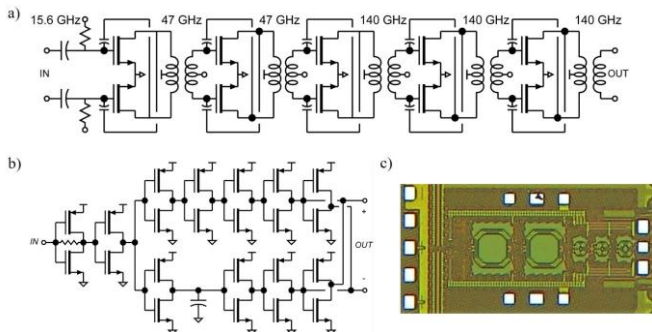 a)
15.6 GHz 47 GHz 47 GHz 140 GHz 140 GHz 140 GHz
IN OUT
b)
c)
IN
+
OUT
-